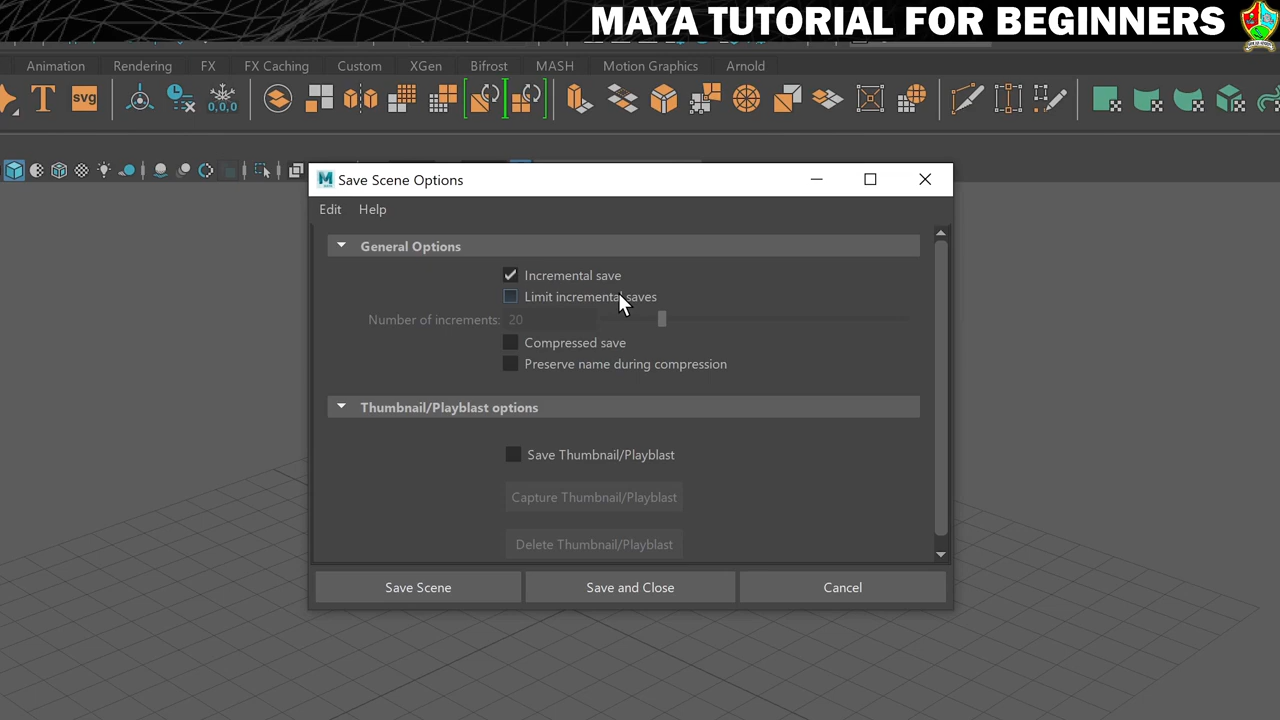 MAYA TUTORIAL FOR BEGINNERS
Animation Rendering FX FX Caching Custom XGen Bifrost MASH Motion Graphics Arnold
T svg 0,0,0
M Save Scene Options
Edit Help
General Options
Incremental save
Limit incremental saves
Number of increments: 20
Compressed save
Preserve name during compression
Thumbnail/Playblast options
Save Thumbnail/Playblast
Capture Thumbnail/Playblast
Delete Thumbnail/Playblast
Save Scene Save and Close Cancel